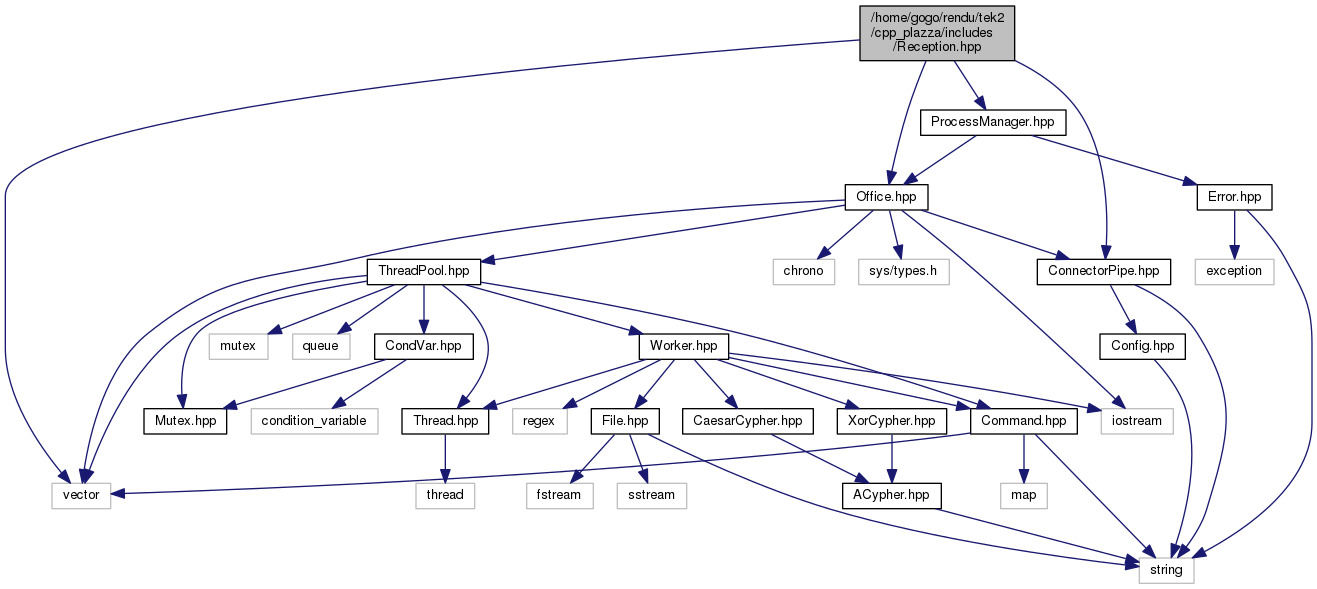 /home/gogo/rendu/tek2
/cpp_plazza/includes
/Reception.hpp
ProcessManager.hpp
Office.hpp
Error.hpp
ThreadPool.hpp
chrono
sys/types.h
ConnectorPipe.hpp
exception
mutex
queue
CondVar.hpp
Worker.hpp
Config.hpp
Mutex.hpp
condition_variable
Thread.hpp
regex
File.hpp
CaesarCypher.hpp
XorCypher.hpp
Command.hpp
iostream
vector
thread
fstream
sstream
ACypher.hpp
map
string